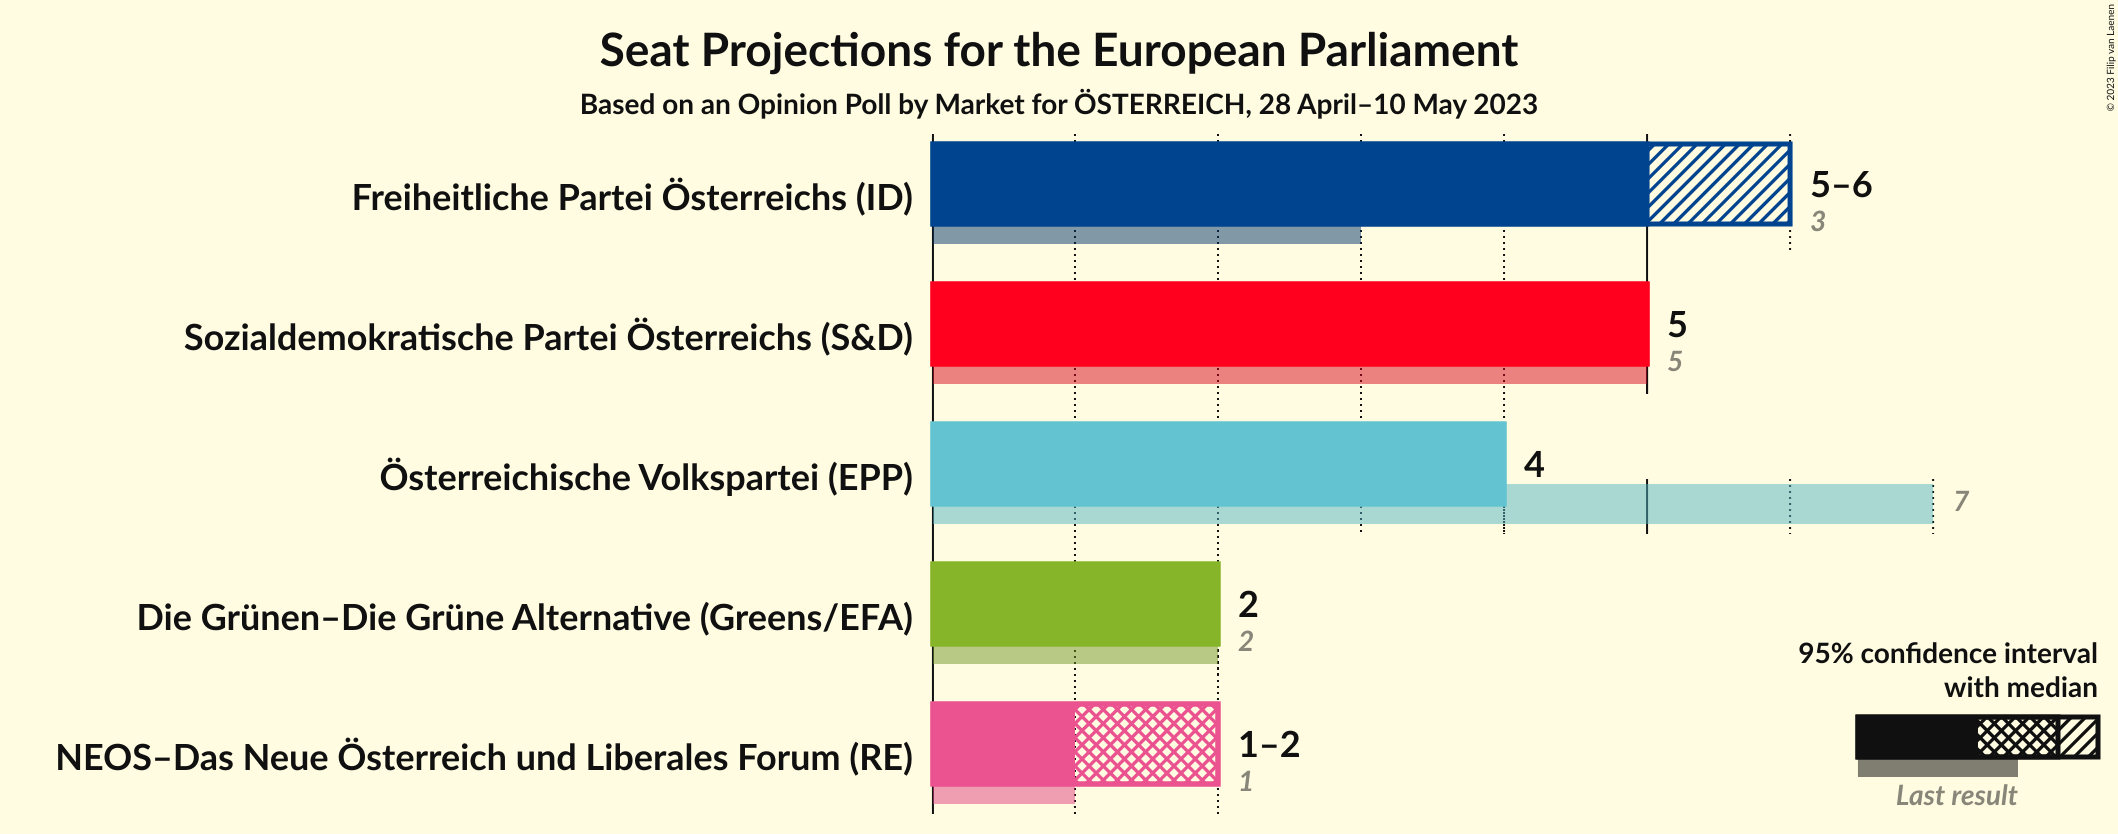 Seat Projections for the European Parliament
Based on an Opinion Poll by Market for ÖSTERREICH, 28 April–10 May 2023
© 2023 Filip van Laenen
Freiheitliche Partei Österreichs (ID)
5–6
3
Sozialdemokratische Partei Österreichs (S&D)
5
5
Österreichische Volkspartei (EPP)
4
7
Die Grünen–Die Grüne Alternative (Greens/EFA)
2
2
NEOS–Das Neue Österreich und Liberales Forum (RE)
1–2
1
95% confidence interval
with median
Last result